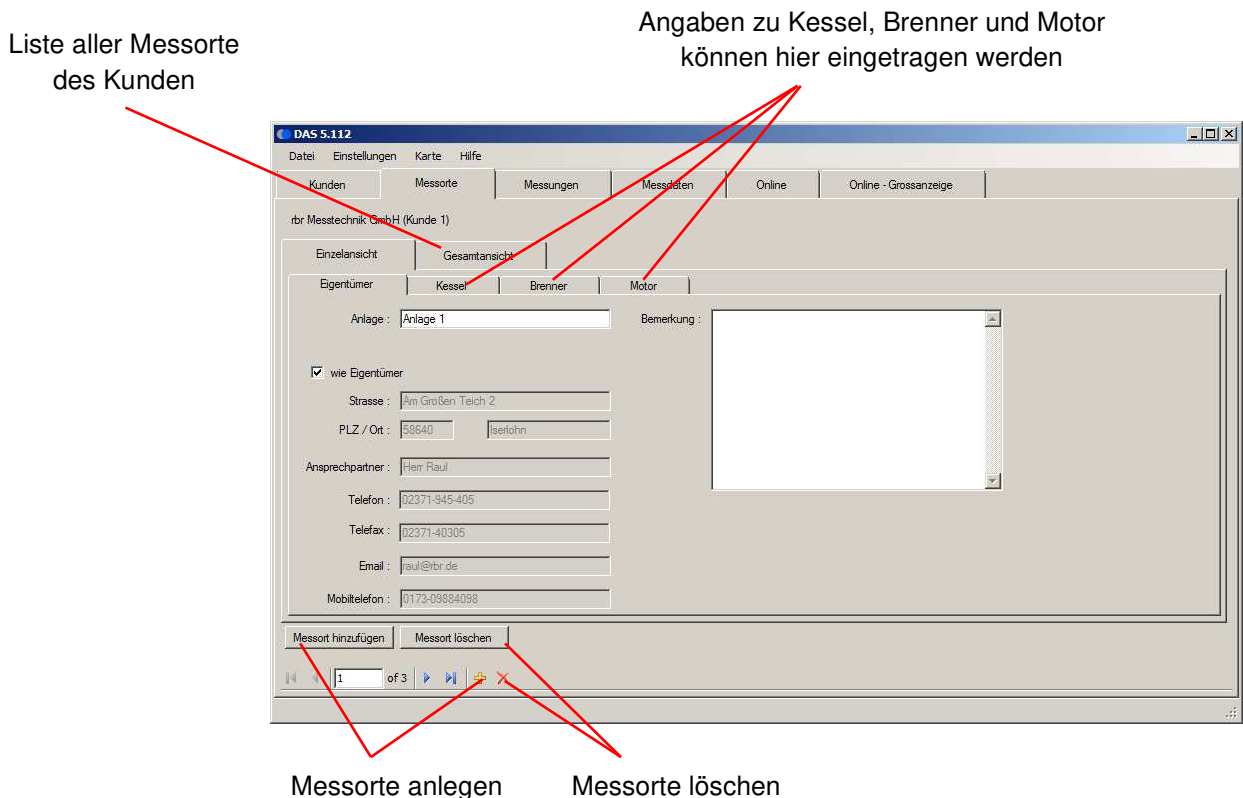 Angaben zu Kessel, Brenner und Motor
können hier eingetragen werden
Liste aller Messorte
des Kunden
DAS 5.112
Datei Einstellungen Karte Hilfe
Kunden Messorte Messungen Messdaten Online Online - Grossanzeige
rbr Messtechnik GmbH (Kunde 1)
Einzelansicht Gesamtansicht
Eigentümer Kessel Brenner Motor
Anlage : Anlage 1 Bemerkung :
wie Eigentümer
Strasse : Am Großen Teich 2
PLZ / Ort : 58640 Iserlohn
Ansprechpartner : Herr Raul
Telefon : 02371-945-405
Telefax : 02371-40305
Email : raul@rbr.de
Mobiltelefon : 0173-09884098
Messort hinzufügen Messort löschen
1 of 3
Messorte anlegen Messorte löschen